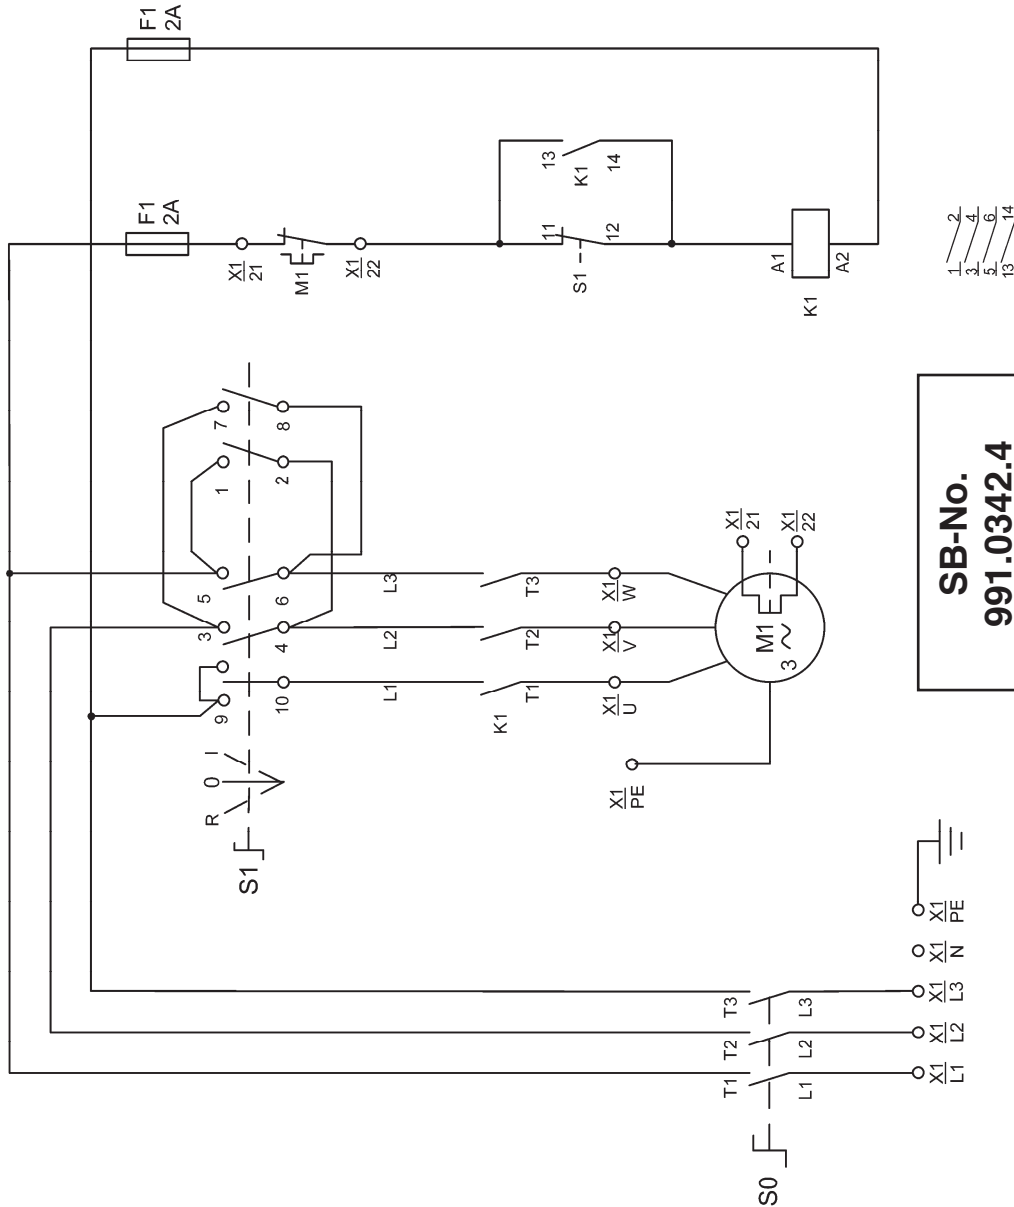 S0
T1
T2
T3
L1
L2
L3
X1
L1
X1
L2
X1
L3
X1
N
X1
PE
S1
R
0
I
9
3
5
1
7
10
4
6
2
8
L1
L2
L3
K1
T1
T2
T3
X1
U
X1
V
X1
W
X1
PE
M1
3 ~
X1
21
X1
22
F1
2A
F1
2A
X1
21
M1
X1
22
11
S1
12
13
K1
14
A1
A2
K1
1 2
3 4
5 6
13 14
SB-No.
991.0342.4